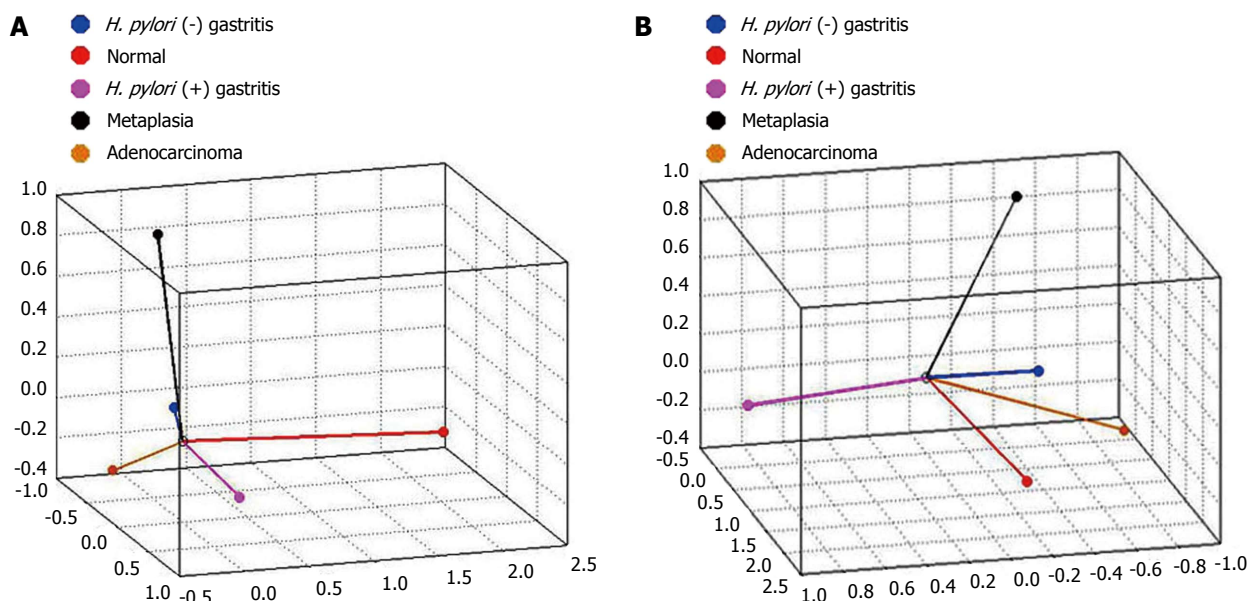 A
H. pylori (-) gastritis
Normal
H. pylori (+) gastritis
Metaplasia
Adenocarcinoma
1.0
0.8
0.6
0.4
0.2
0.0
-0.2
-0.4
-1.0
-0.5
0.0
0.5
1.0
-0.5 0.0 0.5 1.0 1.5 2.0 2.5
B
H. pylori (-) gastritis
Normal
H. pylori (+) gastritis
Metaplasia
Adenocarcinoma
1.0
0.8
0.6
0.4
0.2
0.0
-0.2
-0.4
-0.5
0.0
0.5
1.0
1.5
2.0
2.5
1.0 0.8 0.6 0.4 0.2 0.0 -0.2 -0.4 -0.6 -0.8 -1.0